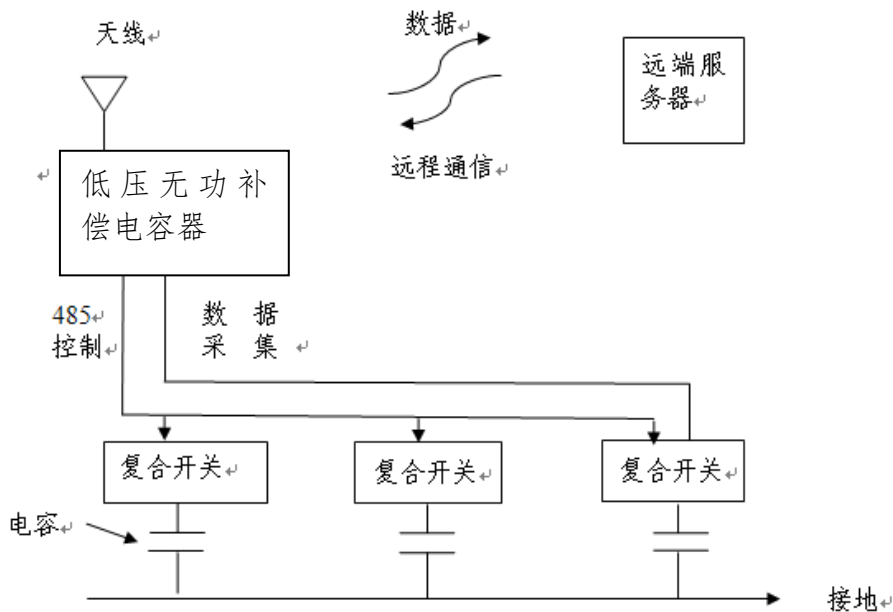 天线
数据
远端服
务器
远程通信
低压无功补
偿电容器
485
控制
数 据
采 集
复合开关
复合开关
复合开关
电容
接地